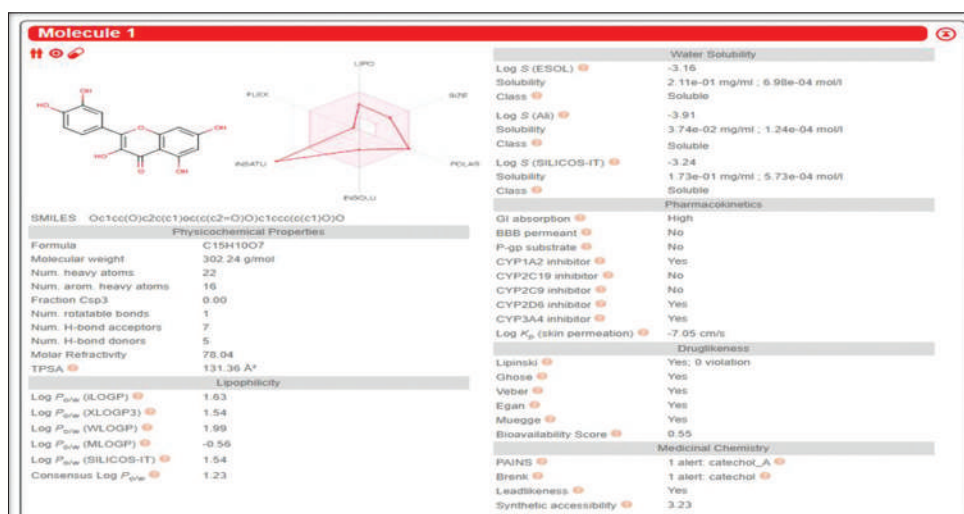 Molecule 1
LIPO
FLEX
SIZE
INSATU
POLAR
INSOLU
OH
HO
O
OH
HO
O
OH
SMILES Oc1cc(O)c2c(c1)oc(c(c2=O)O)c1ccc(c(c1)O)O
Physicochemical Properties
Formula C15H10O7
Molecular weight 302.24 g/mol
Num. heavy atoms 22
Num. arom. heavy atoms 16
Fraction Csp3 0.00
Num. rotatable bonds 1
Num. H-bond acceptors 7
Num. H-bond donors 5
Molar Refractivity 78.04
TPSA 131.36 Å²
Lipophilicity
Log Po/w (iLOGP) 1.63
Log Po/w (XLOGP3) 1.54
Log Po/w (WLOGP) 1.99
Log Po/w (MLOGP) -0.56
Log Po/w (SILICOS-IT) 1.54
Consensus Log Po/w 1.23
Water Solubility
Log S (ESOL) -3.16
Solubility 2.11e-01 mg/ml ; 6.98e-04 mol/l
Class Soluble
Log S (Ali) -3.91
Solubility 3.74e-02 mg/ml ; 1.24e-04 mol/l
Class Soluble
Log S (SILICOS-IT) -3.24
Solubility 1.73e-01 mg/ml ; 5.73e-04 mol/l
Class Soluble
Pharmacokinetics
GI absorption High
BBB permeant No
P-gp substrate No
CYP1A2 inhibitor Yes
CYP2C19 inhibitor No
CYP2C9 inhibitor No
CYP2D6 inhibitor Yes
CYP3A4 inhibitor Yes
Log Kp (skin permeation) -7.05 cm/s
Druglikeness
Lipinski Yes; 0 violation
Ghose Yes
Veber Yes
Egan Yes
Muegge Yes
Bioavailability Score 0.55
Medicinal Chemistry
PAINS 1 alert: catechol_A
Brenk 1 alert: catechol
Leadlikeness Yes
Synthetic accessibility 3.23